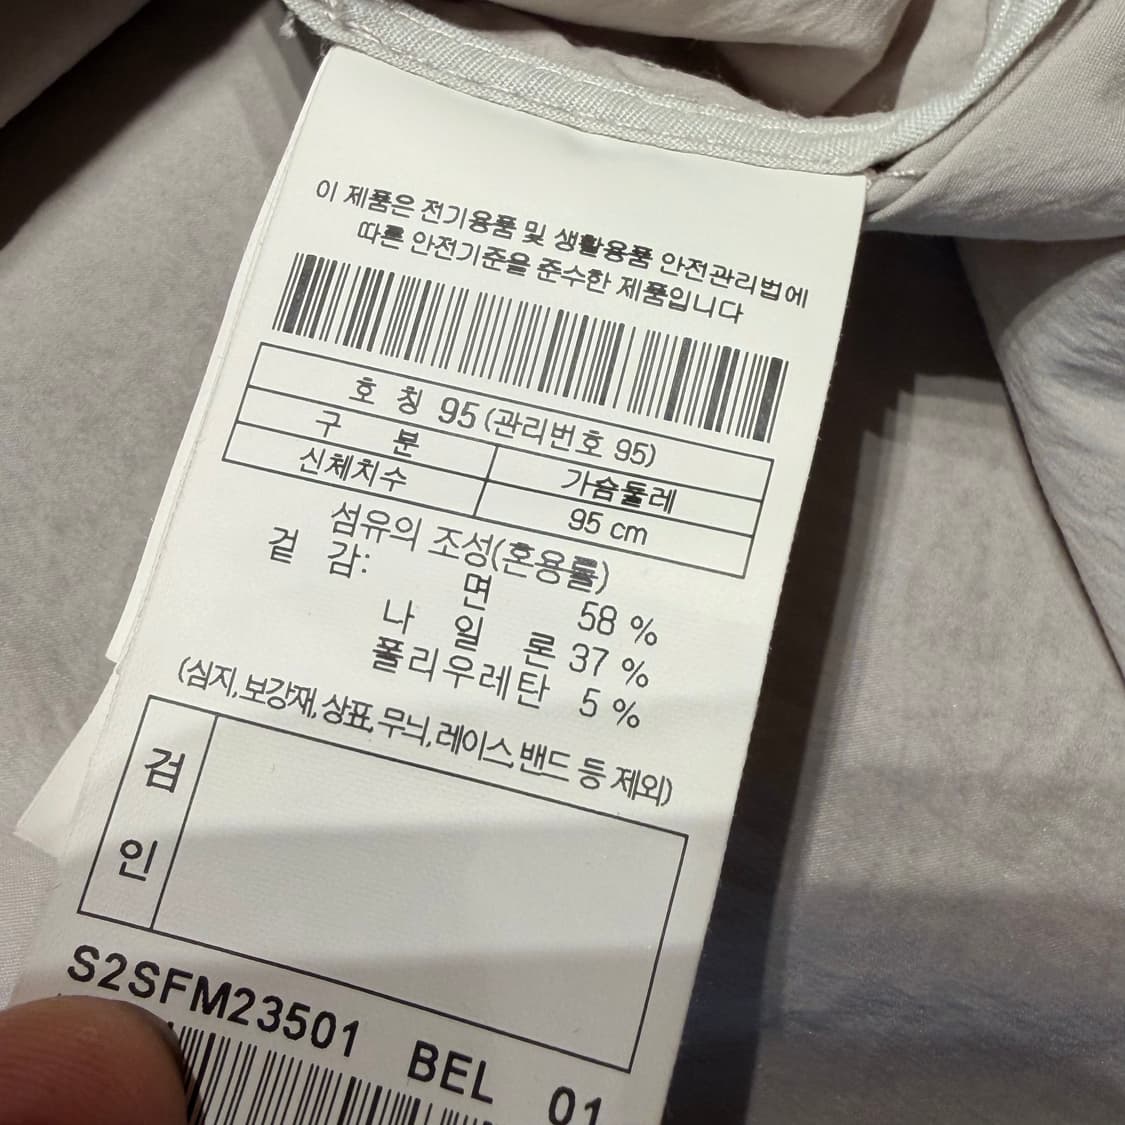 이 제품은 전기용품 및 생활용품 안전관리법에
따른 안전기준을 준수한 제품입니다
호 칭 95 (관리번호 95)
구 분 가슴둘레
신체치수 95 cm
섬유의 조성(혼용률)
겉 감: 면 58 %
나 일 론 37 %
폴리우레탄 5 %
(심지,보강재,상표,무늬,레이스,밴드 등 제외)
검
인
S2SFM23501 BEL 01